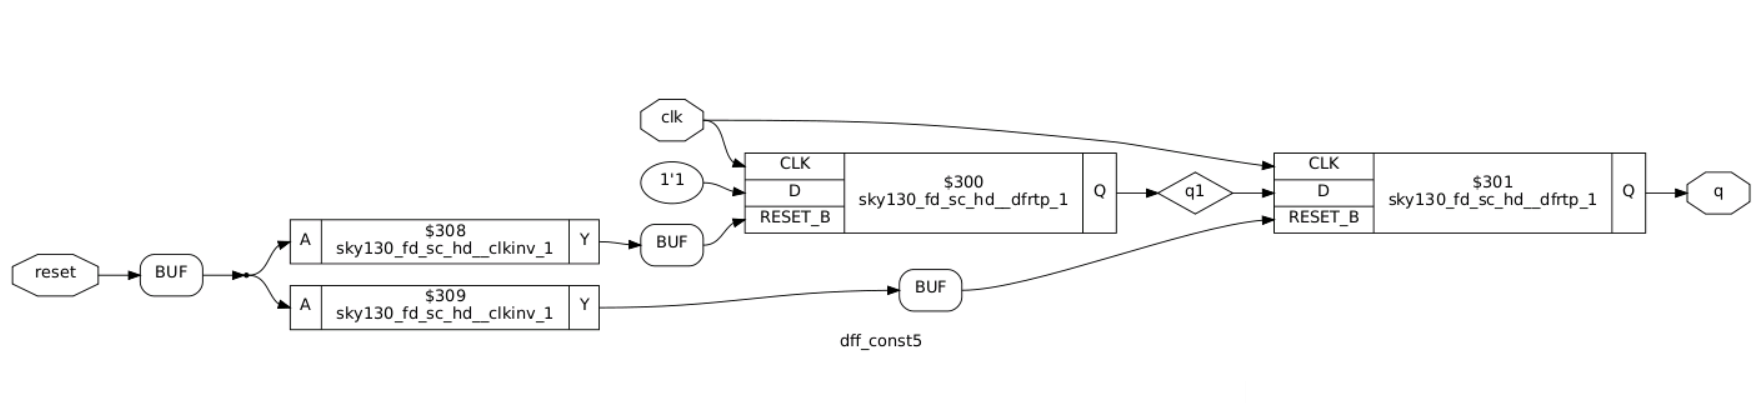 clk
CLK
1'1
D
$300
sky130_fd_sc_hd__dfrtp_1
Q
RESET_B
q1
CLK
D
$301
sky130_fd_sc_hd__dfrtp_1
Q
RESET_B
q
A
$308
sky130_fd_sc_hd__clkinv_1
Y
BUF
reset
BUF
A
$309
sky130_fd_sc_hd__clkinv_1
Y
BUF
dff_const5